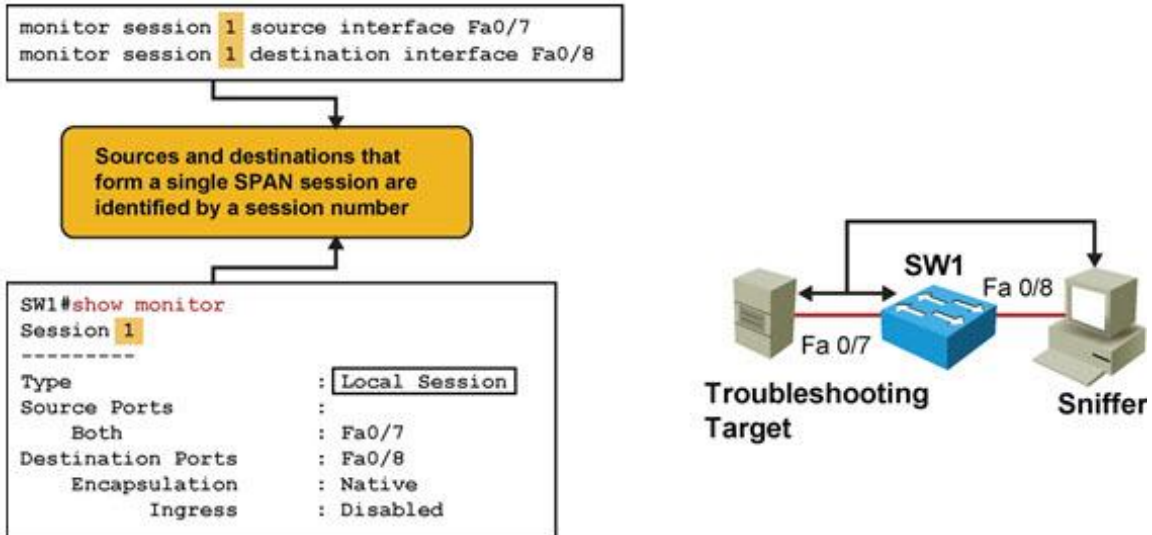 monitor session 1 source interface Fa0/7
monitor session 1 destination interface Fa0/8
Sources and destinations that
form a single SPAN session are
identified by a session number
SW1#show monitor
Session 1
---------
Type : Local Session
Source Ports :
Both : Fa0/7
Destination Ports : Fa0/8
Encapsulation : Native
Ingress : Disabled
SW1
Fa 0/8
Fa 0/7
Troubleshooting
Target
Sniffer